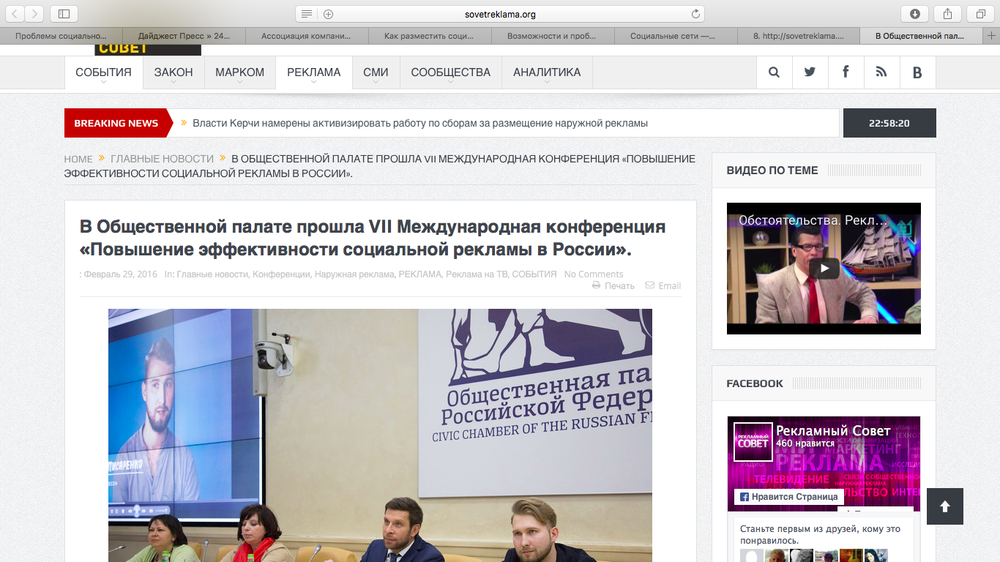 sovetreklama.org
Проблемы социально...
Дайджест Пресс » 24...
Ассоциация компани...
Как разместить соци...
Возможности и проб...
Социальные сети —...
8. http://sovetreklama....
В Общественной пал...
СОВЕТ
СОБЫТИЯ
ЗАКОН
МАРКОМ
РЕКЛАМА
СМИ
СООБЩЕСТВА
АНАЛИТИКА
BREAKING NEWS
Власти Керчи намерены активизировать работу по сборам за размещение наружной рекламы
22:58:20
HOME » ГЛАВНЫЕ НОВОСТИ » В ОБЩЕСТВЕННОЙ ПАЛАТЕ ПРОШЛА VII МЕЖДУНАРОДНАЯ КОНФЕРЕНЦИЯ «ПОВЫШЕНИЕ
ЭФФЕКТИВНОСТИ СОЦИАЛЬНОЙ РЕКЛАМЫ В РОССИИ».
В Общественной палате прошла VII Международная конференция
«Повышение эффективности социальной рекламы в России».
: Февраль 29, 2016 In: Главные новости, Конференции, Наружная реклама, РЕКЛАМА, Реклама на ТВ, СОБЫТИЯ No Comments
Печать Email
ПИСАРЕНКО
Общественная па
Российской Федер
CIVIC CHAMBER OF THE RUSSIAN F
ВИДЕО ПО ТЕМЕ
Обстоятельства. Рекл...
FACEBOOK
РЕКЛАМНЫЙ
СОВЕТ
Рекламный Совет
460 нравится
МАРКЕТИНГ
РАДИО
РЕКЛАМА
ТЕЛЕВИДЕНИЕ
НАРУЖНАЯ РЕКЛАМА
Нравится Страница
Станьте первым из друзей, кому это
понравилось.